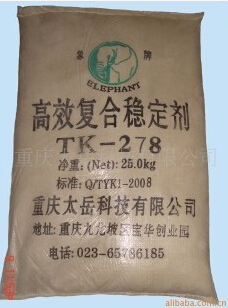 象 牌
ELEPHANT
高效复合稳定剂
TK-278
净重:(Net):25.0kg
标准:Q/TYK1-2008
重庆太岳科技有限公司
地址:重庆九龙坡区宝华创业园
电话:023-65786185
alibaba.cn